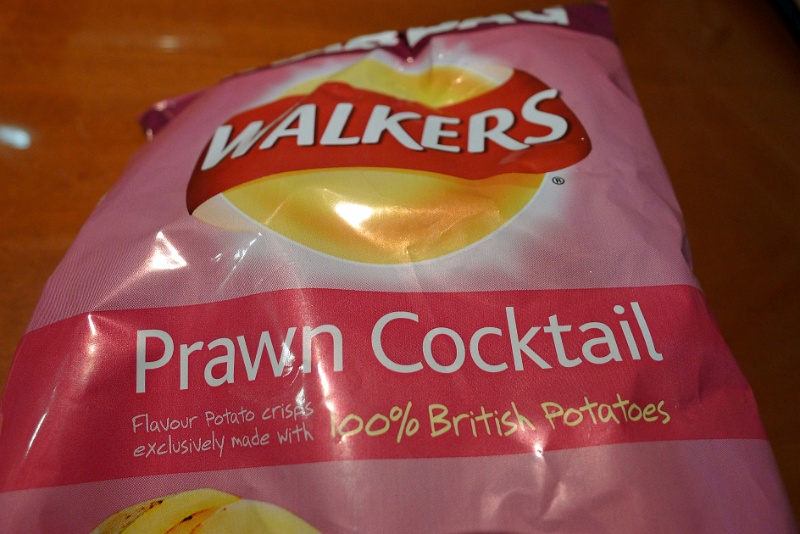 WALKERS
®
Prawn Cocktail
Flavour Potato crisps
exclusively made with
100% British Potatoes